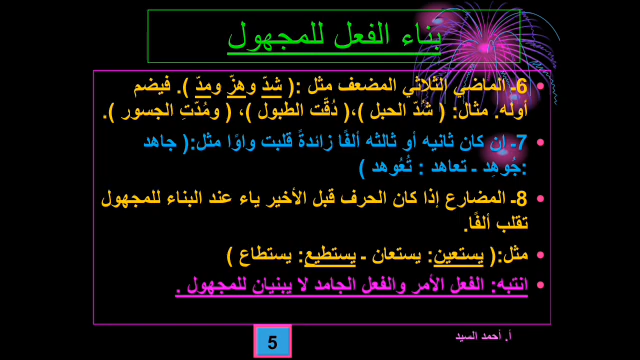 بناء الفعل للمجهول
6ـ الماضي الثلاثي المضعف مثل :( شدّ وهزّ ومدّ ). فيضم
أوله. مثال: ( شُدّ الحبل )،( دُقّت الطبول )، ( ومُدّتِ الجسور ).
7ـ إن كان ثانيه أو ثالثه ألفًا زائدةً قلبت واوًا مثل:( جاهد
:جُوهِد ـ تعاهد : تُعُوهد )
8ـ المضارع إذا كان الحرف قبل الأخير ياء عند البناء للمجهول
تقلب ألفًا.
مثل:( يستعين: يستعان ـ يستطيع: يستطاع )
انتبه: الفعل الأمر والفعل الجامد لا يبنيان للمجهول .
أ. أحمد السيد
5